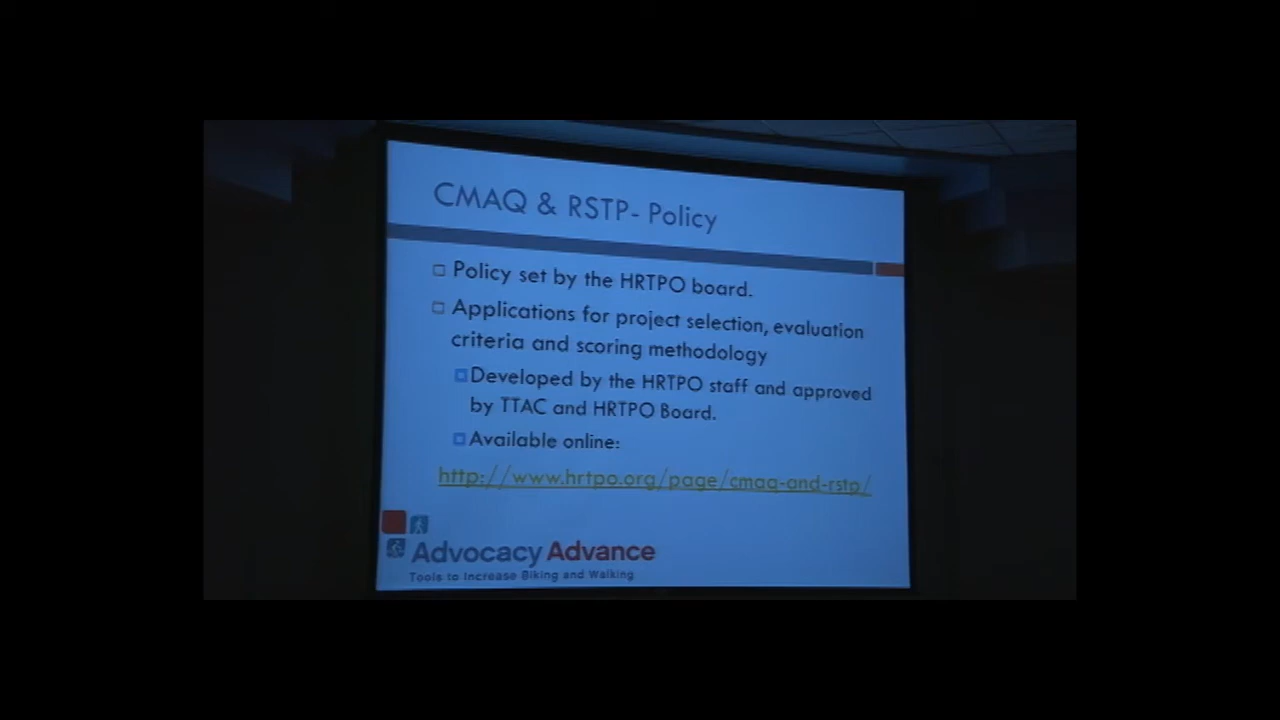 CMAQ & RSTP- Policy
Policy set by the HRTPO board.
Applications for project selection, evaluation
criteria and scoring methodology
Developed by the HRTPO staff and approved
by TTAC and HRTPO Board.
Available online:
http://www.hrtpo.org/page/cmaq-and-rstp/
Advocacy Advance
Tools to Increase Biking and Walking